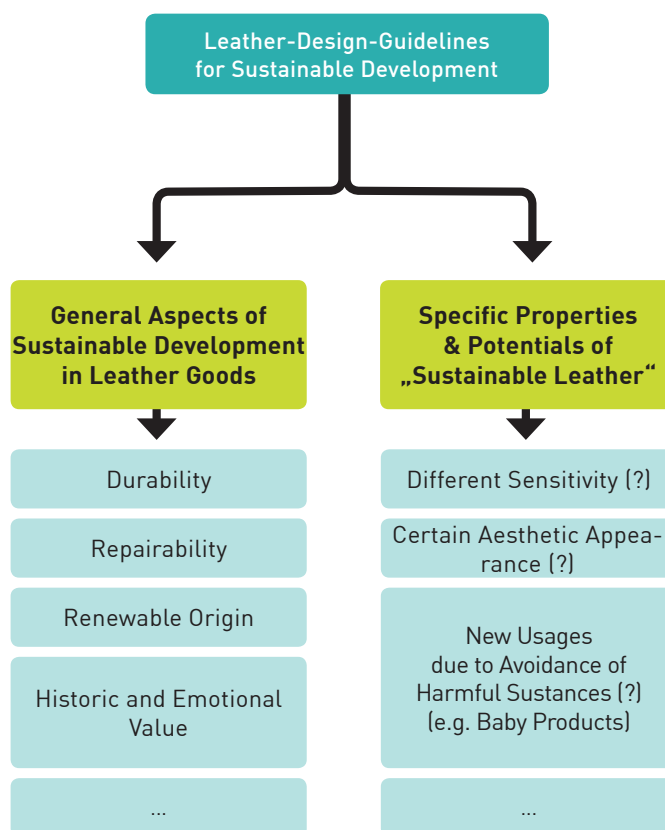 Leather-Design-Guidelines
for Sustainable Development
General Aspects of
Sustainable Development
in Leather Goods
Durability
Repairability
Renewable Origin
Historic and Emotional
Value
...
Specific Properties
& Potentials of
„Sustainable Leather“
Different Sensitivity (?)
Certain Aesthetic Appea-
rance (?)
New Usages
due to Avoidance of
Harmful Sustances (?)
(e.g. Baby Products)
...